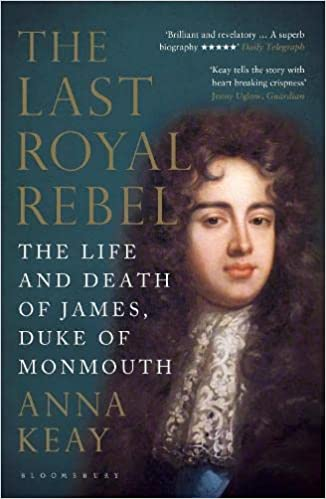 THE
LAST
ROYAL
REBEL
THE LIFE
AND DEATH
OF JAMES,
DUKE OF
MONMOUTH
ANNA
KEAY
BLOOMSBURY
'Brilliant and revelatory ... A superb
biography ★★★★★' Daily Telegraph
'Keay tells the story with
heart breaking crispness'
Jenny Uglow, Guardian